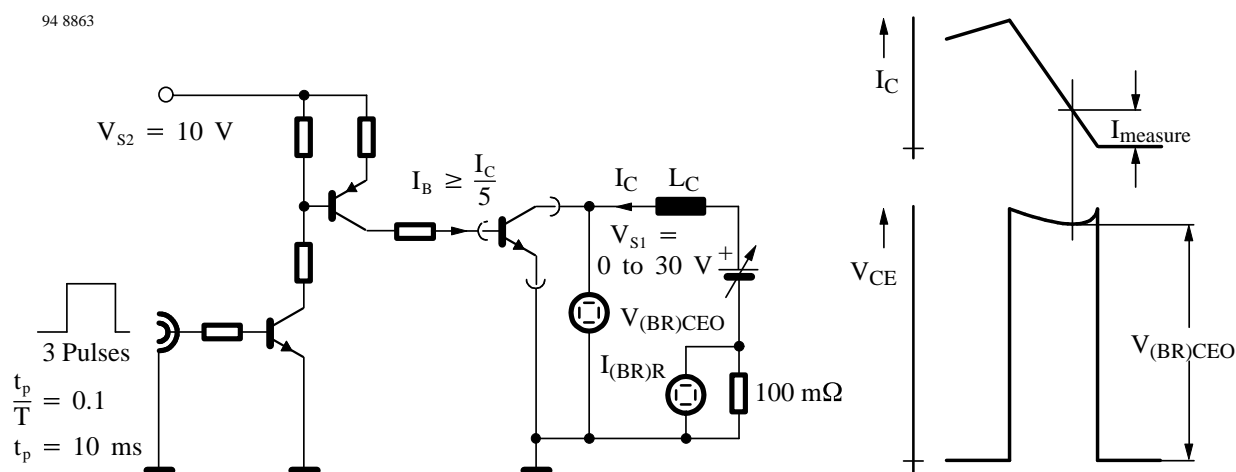 94 8863
V_S2 = 10 V
I_B ≥ I_C/5
I_C
L_C
V_S1 =
0 to 30 V
+
V_(BR)CEO
I_(BR)R
100 mΩ
3 Pulses
t_p/T = 0.1
t_p = 10 ms
I_C
I_measure
V_CE
V_(BR)CEO